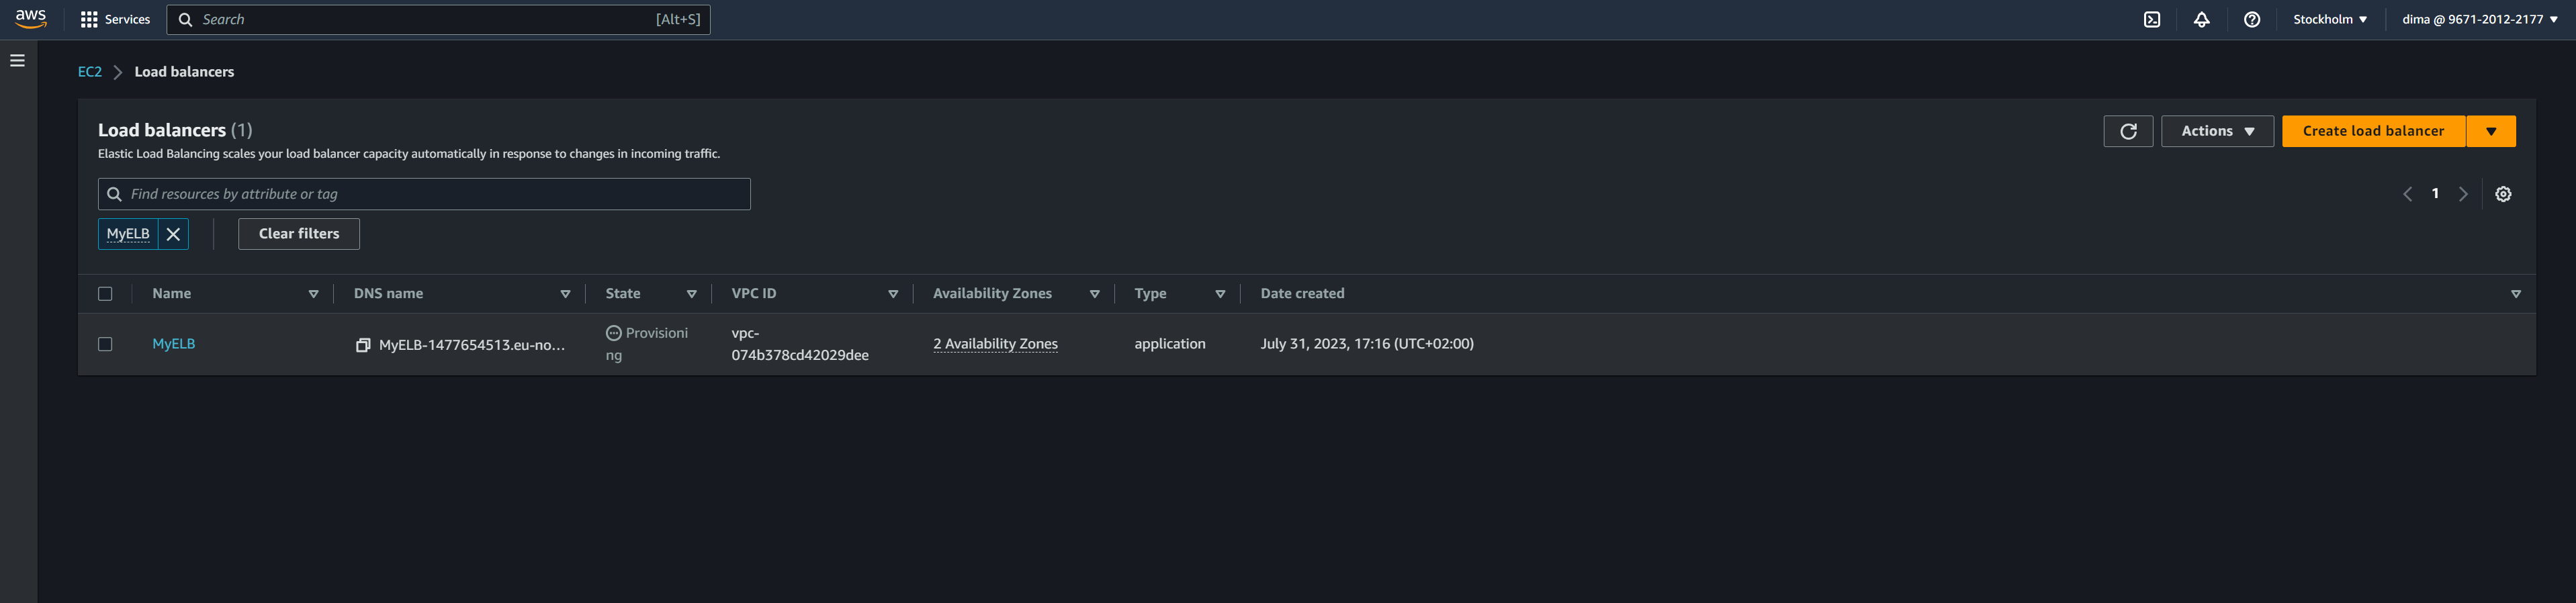 aws Services Search [Alt+S] Stockholm dima @ 9671-2012-2177
EC2 Load balancers
Load balancers (1)
Actions Create load balancer
Elastic Load Balancing scales your load balancer capacity automatically in response to changes in incoming traffic.
Find resources by attribute or tag
1
MyELB Clear filters
Name DNS name State VPC ID Availability Zones Type Date created
MyELB MyELB-1477654513.eu-no... Provisioni
ng vpc-
074b378cd42029dee 2 Availability Zones application July 31, 2023, 17:16 (UTC+02:00)